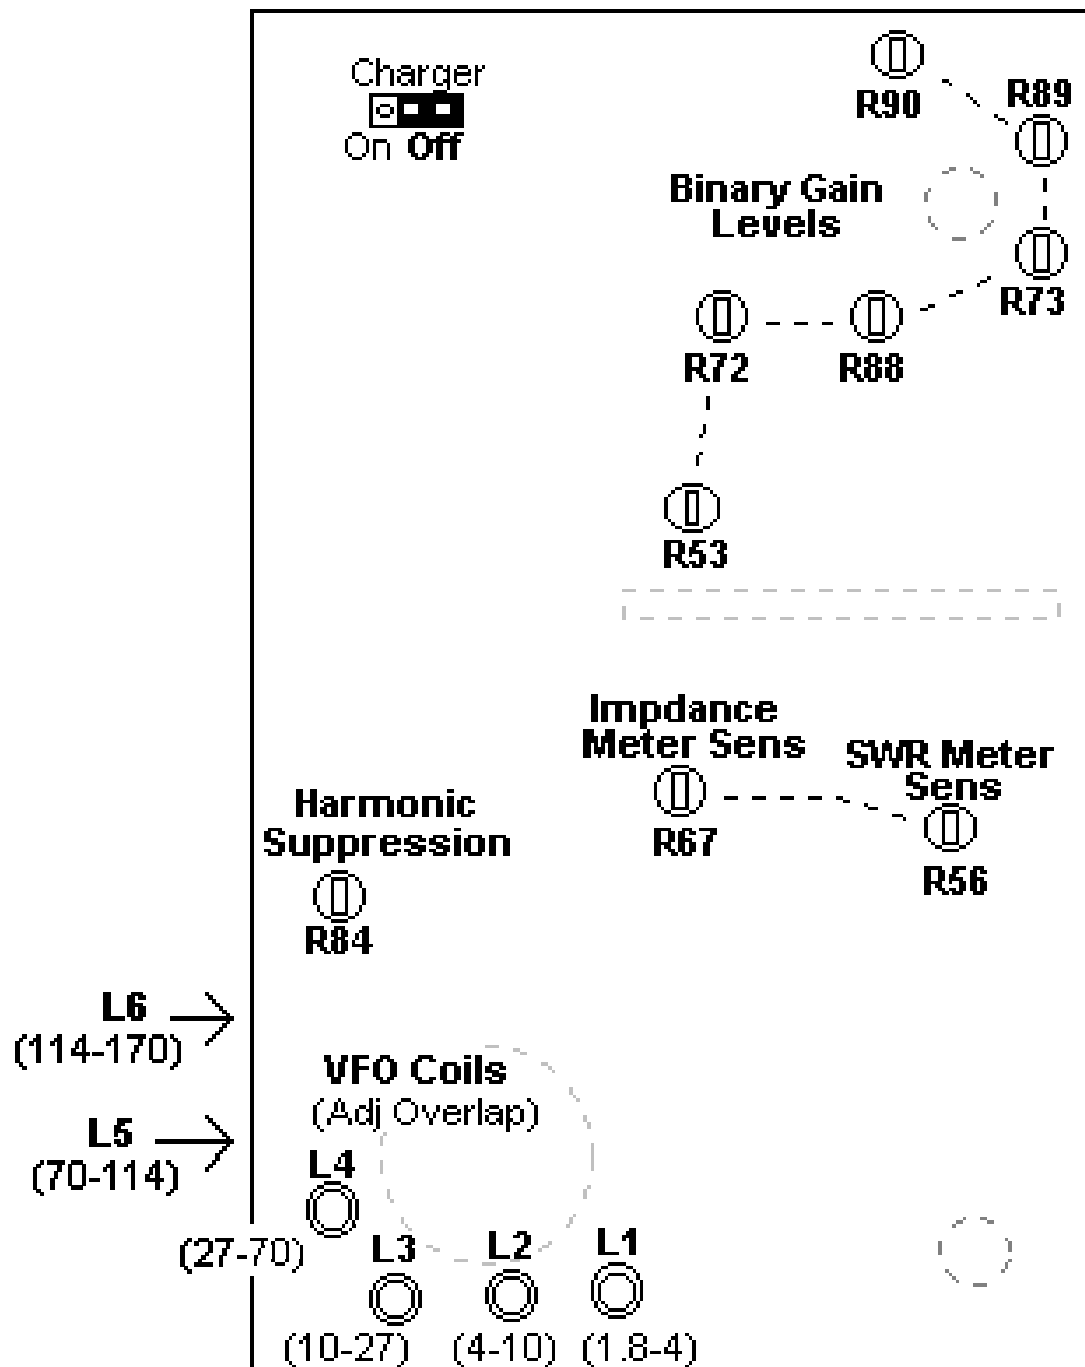 Charger
On Off
R90
R89
Binary Gain
Levels
R73
R72
R88
R53
Impdance
Meter Sens
SWR Meter
Sens
R67
R56
Harmonic
Suppression
R84
L6
(114-170)
VFO Coils
(Adj Overlap)
L5
(70-114)
L4
(27-70)
L3
L2
L1
(10-27)
(4-10)
(1.8-4)